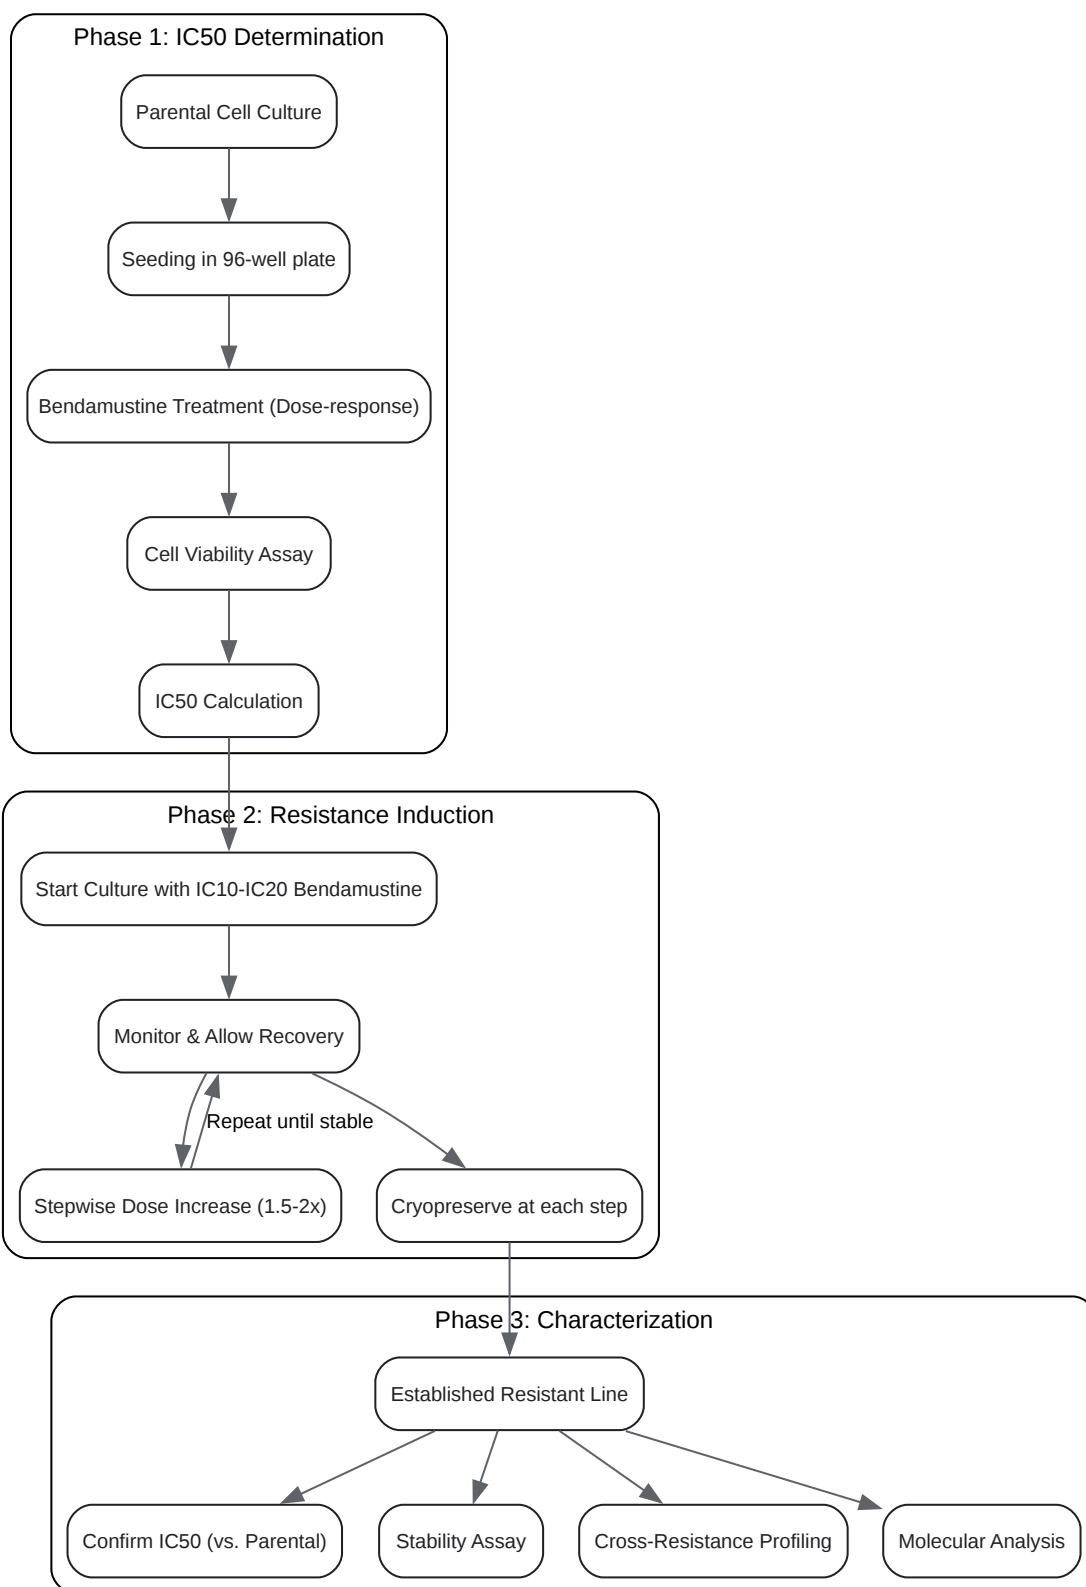 Phase 1: IC50 Determination
Parental Cell Culture
Seeding in 96-well plate
Bendamustine Treatment (Dose-response)
Cell Viability Assay
IC50 Calculation
Phase 2: Resistance Induction
Start Culture with IC10-IC20 Bendamustine
Monitor & Allow Recovery
Repeat until stable
Stepwise Dose Increase (1.5-2x)
Cryopreserve at each step
Phase 3: Characterization
Established Resistant Line
Confirm IC50 (vs. Parental)
Stability Assay
Cross-Resistance Profiling
Molecular Analysis